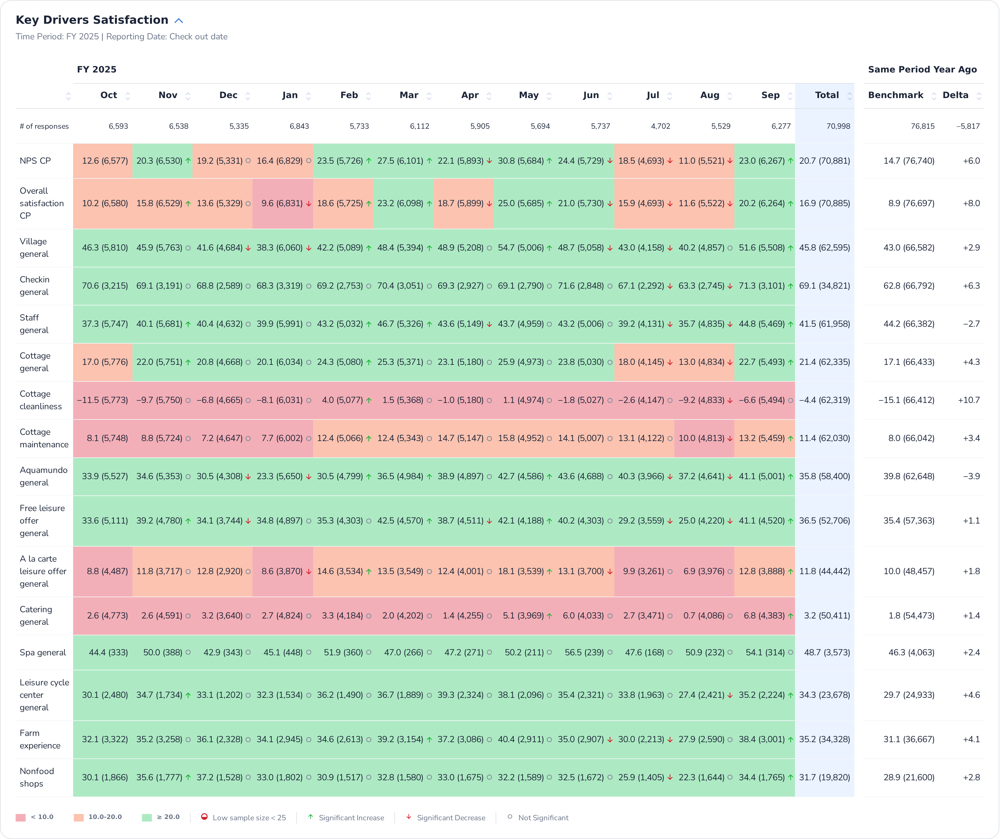 Key Drivers Satisfaction
Time Period: FY 2025 | Reporting Date: Check out date
FY 2025 Same Period Year Ago
Oct Nov Dec Jan Feb Mar Apr May Jun Jul Aug Sep Total Benchmark Delta
# of responses 6,593 6,538 5,335 6,843 5,733 6,112 5,905 5,694 5,737 4,702 5,529 6,277 70,998 76,815 −5,817
NPS CP 12.6 (6,577) 20.3 (6,530) ↑ 19.2 (5,331) ○ 16.4 (6,829) ○ 23.5 (5,726) ↑ 27.5 (6,101) ↑ 22.1 (5,893) ↓ 30.8 (5,684) ↑ 24.4 (5,729) ↓ 18.5 (4,693) ↓ 11.0 (5,521) ↓ 23.0 (6,267) ↑ 20.7 (70,881) 14.7 (76,740) +6.0
Overall
satisfaction
CP
10.2 (6,580) 15.8 (6,529) ↑ 13.6 (5,329) ○ 9.6 (6,831) ↓ 18.6 (5,725) ↑ 23.2 (6,098) ↑ 18.7 (5,899) ↓ 25.0 (5,685) ↑ 21.0 (5,730) ↓ 15.9 (4,693) ↓ 11.6 (5,522) ↓ 20.2 (6,264) ↑ 16.9 (70,885) 8.9 (76,697) +8.0
Village
general
46.3 (5,810) 45.9 (5,763) ○ 41.6 (4,684) ↓ 38.3 (6,060) ↓ 42.2 (5,089) ↑ 48.4 (5,394) ↑ 48.9 (5,208) ○ 54.7 (5,006) ↑ 48.7 (5,058) ↓ 43.0 (4,158) ↓ 40.2 (4,857) ○ 51.6 (5,508) ↑ 45.8 (62,595) 43.0 (66,582) +2.9
Checkin
general
70.6 (3,215) 69.1 (3,191) ○ 68.8 (2,589) ○ 68.3 (3,319) ○ 69.2 (2,753) ○ 70.4 (3,051) ○ 69.3 (2,927) ○ 69.1 (2,790) ○ 71.6 (2,848) ○ 67.1 (2,292) ↓ 63.3 (2,745) ↓ 71.3 (3,101) ↑ 69.1 (34,821) 62.8 (66,792) +6.3
Staff
general
37.3 (5,747) 40.1 (5,681) ↑ 40.4 (4,632) ○ 39.9 (5,991) ○ 43.2 (5,032) ↑ 46.7 (5,326) ↑ 43.6 (5,149) ↓ 43.7 (4,959) ○ 43.2 (5,006) ○ 39.2 (4,131) ↓ 35.7 (4,835) ↓ 44.8 (5,469) ↑ 41.5 (61,958) 44.2 (66,382) −2.7
Cottage
general
17.0 (5,776) 22.0 (5,751) ↑ 20.8 (4,668) ○ 20.1 (6,034) ○ 24.3 (5,080) ↑ 25.3 (5,371) ○ 23.1 (5,180) ○ 25.9 (4,973) ○ 23.8 (5,030) ○ 18.0 (4,145) ↓ 13.0 (4,834) ↓ 22.7 (5,493) ↑ 21.4 (62,335) 17.1 (66,433) +4.3
Cottage
cleanliness
−11.5 (5,773) −9.7 (5,750) ○ −6.8 (4,665) ○ −8.1 (6,031) ○ 4.0 (5,077) ↑ 1.5 (5,368) ○ −1.0 (5,180) ○ 1.1 (4,974) ○ −1.8 (5,027) ○ −2.6 (4,147) ○ −9.2 (4,833) ↓ −6.6 (5,494) ○ −4.4 (62,319) −15.1 (66,412) +10.7
Cottage
maintenance
8.1 (5,748) 8.8 (5,724) ○ 7.2 (4,647) ○ 7.7 (6,002) ○ 12.4 (5,066) ↑ 12.4 (5,343) ○ 14.7 (5,147) ○ 15.8 (4,952) ○ 14.1 (5,007) ○ 13.1 (4,122) ○ 10.0 (4,813) ↓ 13.2 (5,459) ↑ 11.4 (62,030) 8.0 (66,042) +3.4
Aquamundo
general
33.9 (5,527) 34.6 (5,353) ○ 30.5 (4,308) ↓ 23.3 (5,650) ↓ 30.5 (4,799) ↑ 36.5 (4,984) ↑ 38.9 (4,897) ○ 42.7 (4,586) ↑ 43.6 (4,688) ○ 40.3 (3,966) ↓ 37.2 (4,641) ↓ 41.1 (5,001) ↑ 35.8 (58,400) 39.8 (62,648) −3.9
Free leisure
offer
general
33.6 (5,111) 39.2 (4,780) ↑ 34.1 (3,744) ↓ 34.8 (4,897) ○ 35.3 (4,303) ○ 42.5 (4,570) ↑ 38.7 (4,511) ↓ 42.1 (4,188) ↑ 40.2 (4,303) ○ 29.2 (3,559) ↓ 25.0 (4,220) ↓ 41.1 (4,520) ↑ 36.5 (52,706) 35.4 (57,363) +1.1
A la carte
leisure offer
general
8.8 (4,487) 11.8 (3,717) ○ 12.8 (2,920) ○ 8.6 (3,870) ↓ 14.6 (3,534) ↑ 13.5 (3,549) ○ 12.4 (4,001) ○ 18.1 (3,539) ↑ 13.1 (3,700) ↓ 9.9 (3,261) ○ 6.9 (3,976) ○ 12.8 (3,888) ↑ 11.8 (44,442) 10.0 (48,457) +1.8
Catering
general
2.6 (4,773) 2.6 (4,591) ○ 3.2 (3,640) ○ 2.7 (4,824) ○ 3.3 (4,184) ○ 2.0 (4,202) ○ 1.4 (4,255) ○ 5.1 (3,969) ↑ 6.0 (4,033) ○ 2.7 (3,471) ○ 0.7 (4,086) ○ 6.8 (4,383) ↑ 3.2 (50,411) 1.8 (54,473) +1.4
Spa general 44.4 (333) 50.0 (388) ○ 42.9 (343) ○ 45.1 (448) ○ 51.9 (360) ○ 47.0 (266) ○ 47.2 (271) ○ 50.2 (211) ○ 56.5 (239) ○ 47.6 (168) ○ 50.9 (232) ○ 54.1 (314) ○ 48.7 (3,573) 46.3 (4,063) +2.4
Leisure cycle
center
general
30.1 (2,480) 34.7 (1,734) ↑ 33.1 (1,202) ○ 32.3 (1,534) ○ 36.2 (1,490) ○ 36.7 (1,889) ○ 39.3 (2,324) ○ 38.1 (2,096) ○ 35.4 (2,321) ○ 33.8 (1,963) ○ 27.4 (2,421) ↓ 35.2 (2,224) ↑ 34.3 (23,678) 29.7 (24,933) +4.6
Farm
experience
32.1 (3,322) 35.2 (3,258) ○ 36.1 (2,328) ○ 34.1 (2,945) ○ 34.6 (2,613) ○ 39.2 (3,154) ↑ 37.2 (3,086) ○ 40.4 (2,911) ○ 35.0 (2,907) ↓ 30.0 (2,213) ↓ 27.9 (2,590) ○ 38.4 (3,001) ↑ 35.2 (34,328) 31.1 (36,667) +4.1
Nonfood
shops
30.1 (1,866) 35.6 (1,777) ↑ 37.2 (1,528) ○ 33.0 (1,802) ○ 30.9 (1,517) ○ 32.8 (1,580) ○ 33.0 (1,675) ○ 32.2 (1,589) ○ 32.5 (1,672) ○ 25.9 (1,405) ↓ 22.3 (1,644) ○ 34.4 (1,765) ↑ 31.7 (19,820) 28.9 (21,600) +2.8
< 10.0 10.0-20.0 ≥ 20.0 Low sample size < 25 ↑ Significant Increase ↓ Significant Decrease ○ Not Significant